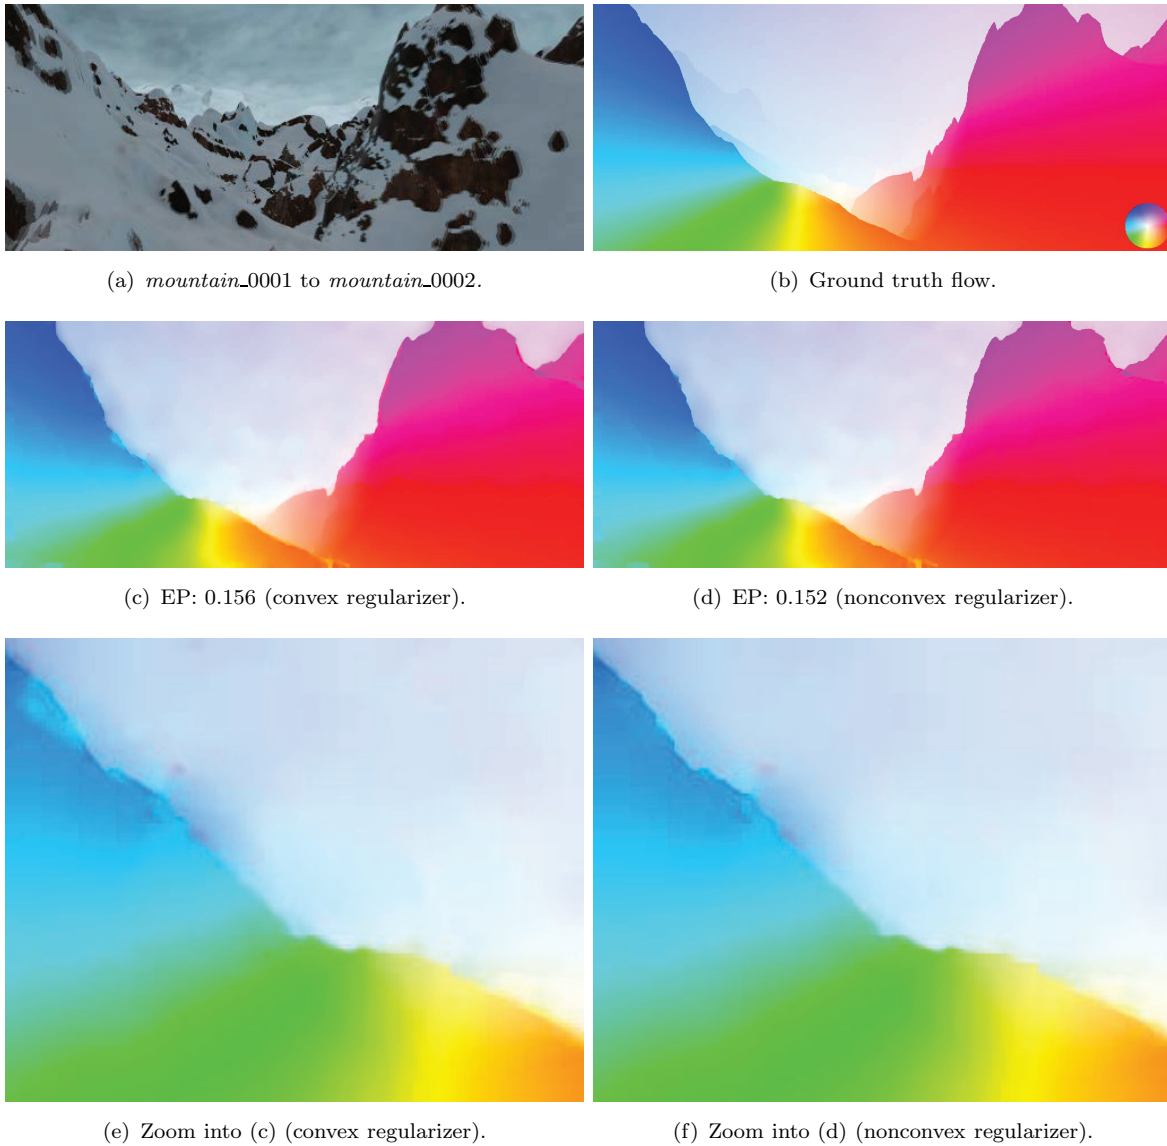 (a) mountain_0001 to mountain_0002.
(b) Ground truth flow.
(c) EP: 0.156 (convex regularizer).
(d) EP: 0.152 (nonconvex regularizer).
(e) Zoom into (c) (convex regularizer).
(f) Zoom into (d) (nonconvex regularizer).